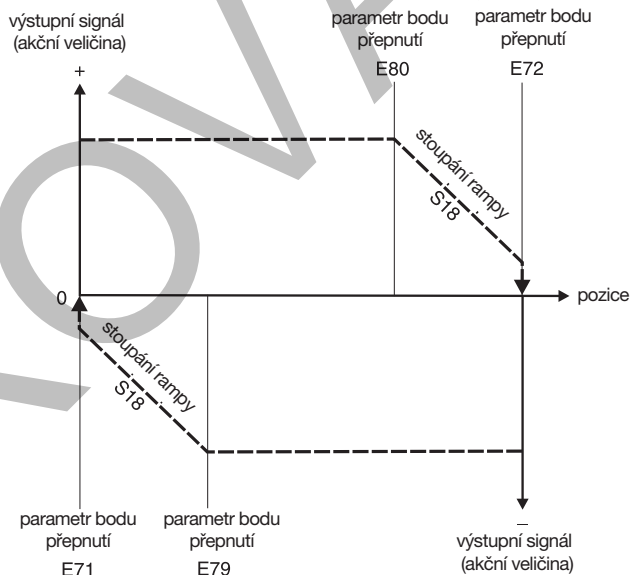 výstupní signál
(akční veličina)
+
parametr bodu
přepnutí
E80
parametr bodu
přepnutí
E72
stoupání rampy
S18
0
pozice
stoupání rampy
S18
parametr bodu
přepnutí
E71
parametr bodu
přepnutí
E79
–
výstupní signál
(akční veličina)